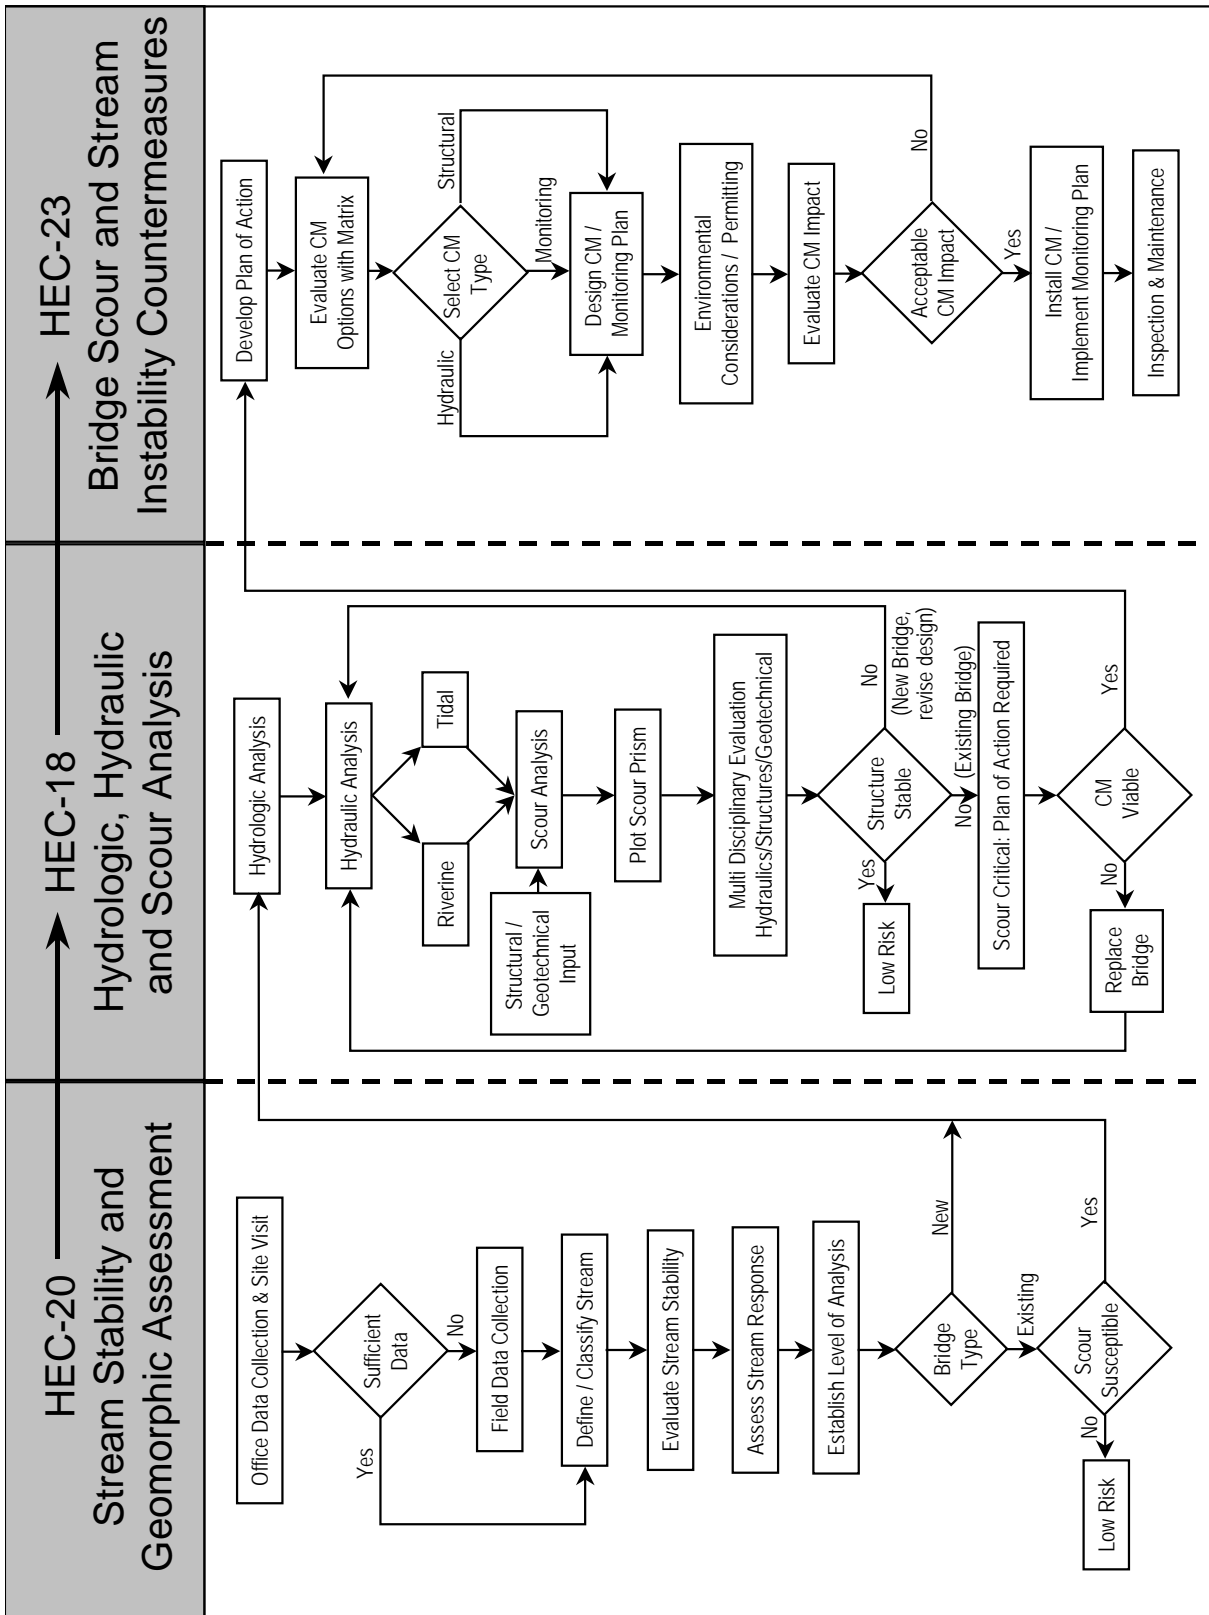 HEC-20
HEC-18
HEC-23
Stream Stability and
Geomorphic Assessment
Hydrologic, Hydraulic
and Scour Analysis
Bridge Scour and Stream
Instability Countermeasures
Office Data Collection & Site Visit
Sufficient
Data
Yes
No
Field Data Collection
Define / Classify Stream
Evaluate Stream Stability
Assess Stream Response
Establish Level of Analysis
Bridge
Type
New
Existing
Scour
Susceptible
No
Yes
Low Risk
Hydrologic Analysis
Hydraulic Analysis
Riverine
Tidal
Structural /
Geotechnical
Input
Scour Analysis
Plot Scour Prism
Multi Disciplinary Evaluation
Hydraulics/Structures/Geotechnical
Structure
Stable
Yes
Low Risk
No
(New Bridge,
revise design)
No (Existing Bridge)
Scour Critical: Plan of Action Required
CM
Viable
No
Yes
Replace
Bridge
Develop Plan of Action
Evaluate CM
Options with Matrix
Select CM
Type
Hydraulic
Structural
Monitoring
Design CM /
Monitoring Plan
Environmental
Considerations / Permitting
Evaluate CM Impact
Acceptable
CM Impact
No
Yes
Install CM /
Implement Monitoring Plan
Inspection & Maintenance